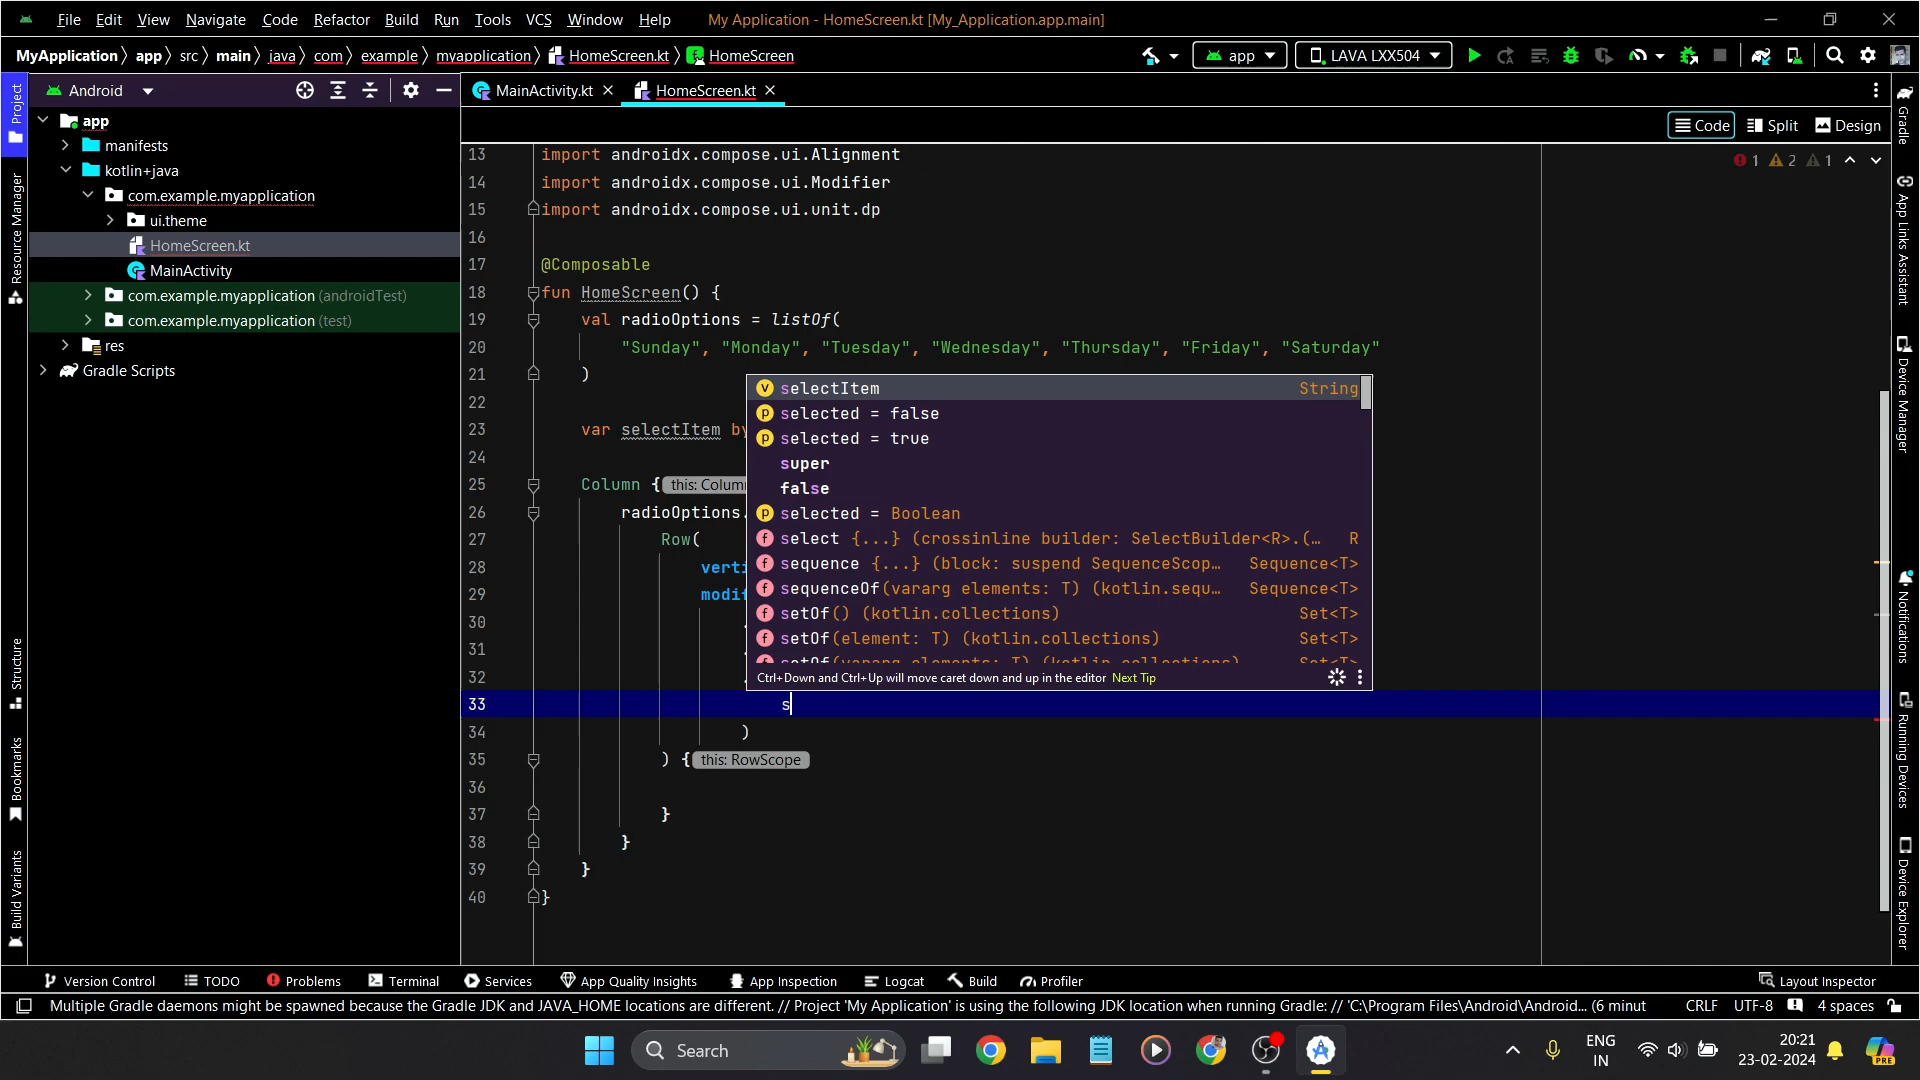 File Edit View Navigate Code Refactor Build Run Tools VCS Window Help My Application - HomeScreen.kt [My_Application.app.main]
MyApplication app src main java com example myapplication HomeScreen.kt HomeScreen app LAVA LXX504
Project
Android
MainActivity.kt HomeScreen.kt
Code Split Design
app
manifests
kotlin+java
com.example.myapplication
ui.theme
HomeScreen.kt
MainActivity
com.example.myapplication (androidTest)
com.example.myapplication (test)
res
Gradle Scripts
Resource Manager
Structure
Bookmarks
Build Variants
1 2 1
13 import androidx.compose.ui.Alignment
14 import androidx.compose.ui.Modifier
15 import androidx.compose.ui.unit.dp
16
17 @Composable
18 fun HomeScreen() {
19 val radioOptions = listOf(
20 "Sunday", "Monday", "Tuesday", "Wednesday", "Thursday", "Friday", "Saturday"
21 )
22
23 var selectItem by
24
25 Column { this: Colum
26 radioOptions.
27 Row(
28 verti
29 modif
30
31
32
33 s
34 )
35 ) { this: RowScope
36
37 }
38 }
39 }
40 }
selectItem String
selected = false
selected = true
super
false
selected = Boolean
select {...} (crossinline builder: SelectBuilder<R>.(… R
sequence {...} (block: suspend SequenceScop… Sequence<T>
sequenceOf(vararg elements: T) (kotlin.sequ… Sequence<T>
setOf() (kotlin.collections) Set<T>
setOf(element: T) (kotlin.collections) Set<T>
setOf(vararg elements: T) (kotlin.collections) Set<T>
Ctrl+Down and Ctrl+Up will move caret down and up in the editor Next Tip
Gradle
App Links Assistant
Device Manager
Notifications
Running Devices
Device Explorer
Version Control TODO Problems Terminal Services App Quality Insights App Inspection Logcat Build Profiler Layout Inspector
Multiple Gradle daemons might be spawned because the Gradle JDK and JAVA_HOME locations are different. // Project 'My Application' is using the following JDK location when running Gradle: // 'C:\Program Files\Android\Android... (6 minut CRLF UTF-8 4 spaces
Search
ENG
IN
20:21
23-02-2024
PRE